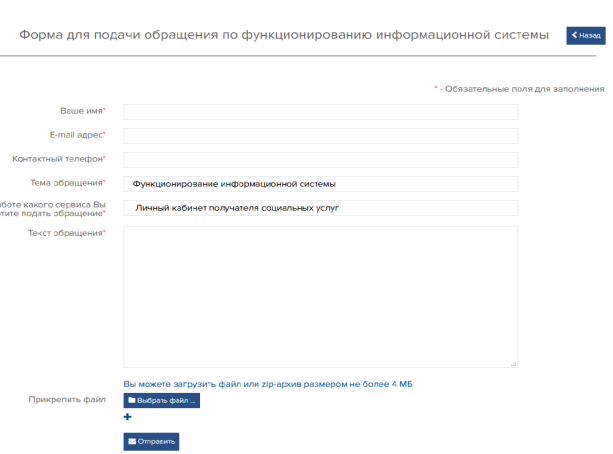 Форма для подачи обращения по функционированию информационной системы
Назад
* - Обязательные поля для заполнения
Ваше имя*
E-mail адрес*
Контактный телефон*
Тема обращения*
Функционирование информационной системы
боте какого сервиса Вы
тите подать обращение*
Личный кабинет получателя социальных услуг
Текст обращения*
Вы можете загрузить файл или zip-архив размером не более 4 МБ
Прикрепить файл
Выбрать файл ...
+
Отправить